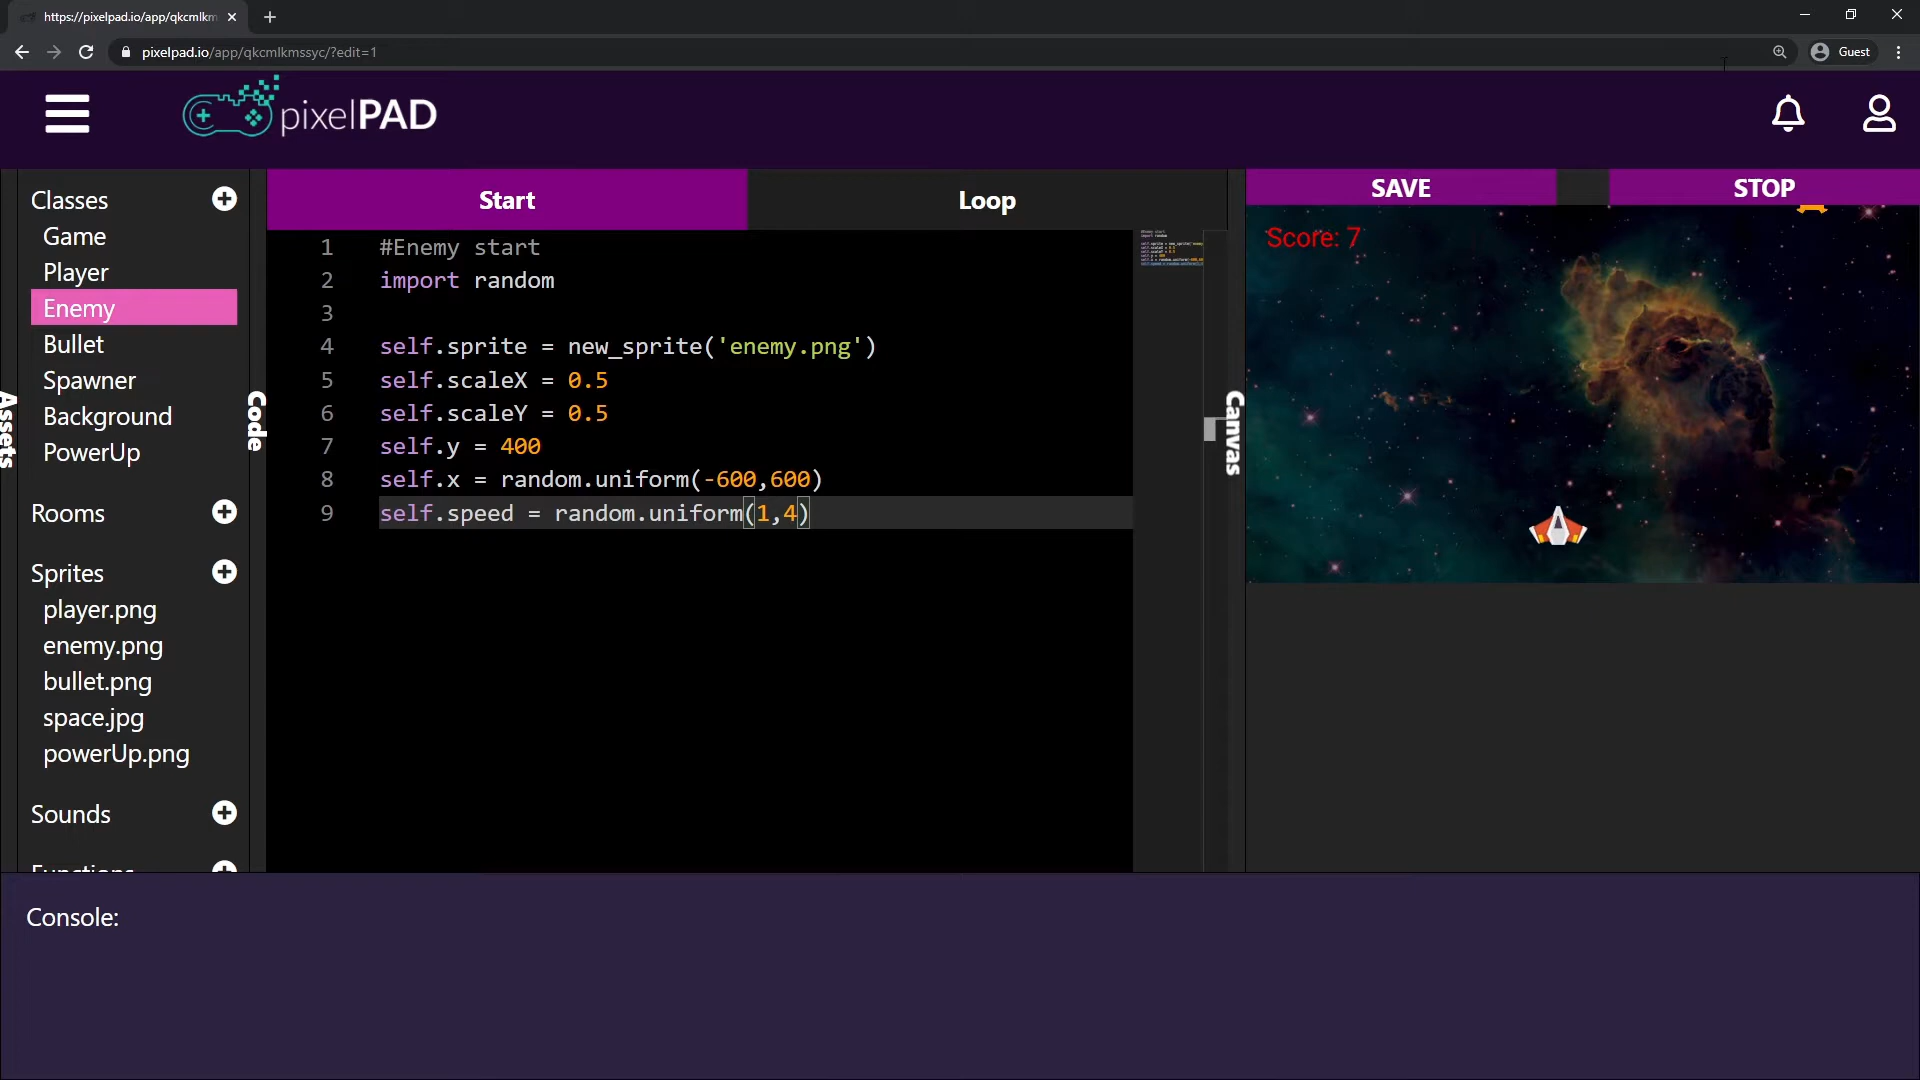 https://pixelpad.io/app/qkcmlkm
pixelpad.io/app/qkcmlkmssyc/?edit=1
Guest
pixelPAD
Assets
Classes
Game
Player
Enemy
Bullet
Spawner
Background
PowerUp
Rooms
Sprites
player.png
enemy.png
bullet.png
space.jpg
powerUp.png
Sounds
Functions
Code
Start
Loop
1 #Enemy start
2 import random
3
4 self.sprite = new_sprite('enemy.png')
5 self.scaleX = 0.5
6 self.scaleY = 0.5
7 self.y = 400
8 self.x = random.uniform(-600,600)
9 self.speed = random.uniform(1,4)
Canvas
SAVE
STOP
Score: 7
Console: